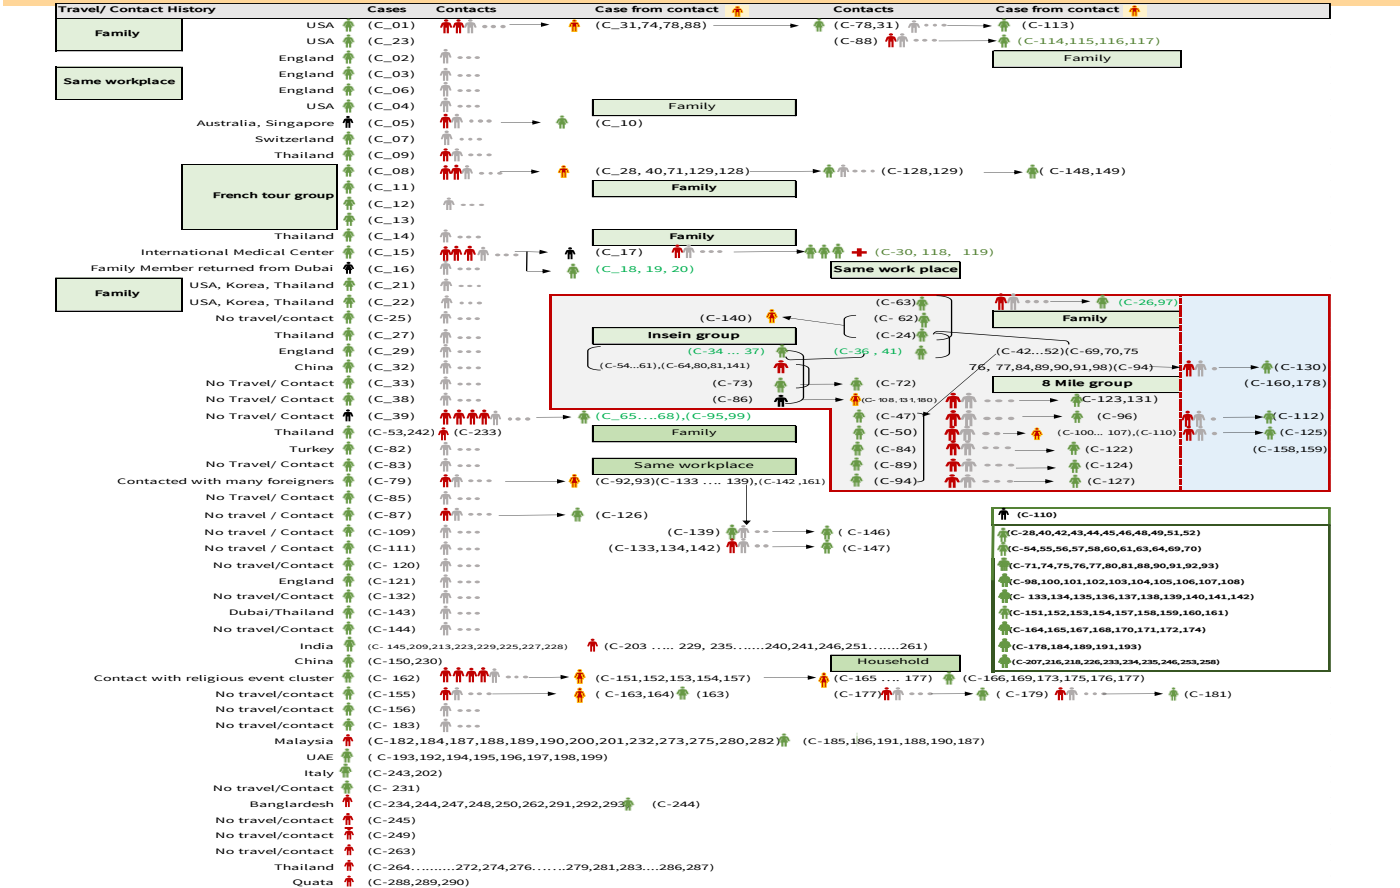 Travel/ Contact History Cases Contacts Case from contact Contacts Case from contact
Family
USA (C_01) (C_31,74,78,88) (C-78,31) (C-113)
USA (C_23) (C-88) (C-114,115,116,117)
England (C_02) Family
Same workplace
England (C_03)
England (C_06)
USA (C_04) Family
Australia, Singapore (C_05) (C_10)
Switzerland (C_07)
Thailand (C_09)
French tour group
(C_08) (C_28, 40,71,129,128) (C-128,129) ( C-148,149)
(C_11) Family
(C_12)
(C_13)
Thailand (C_14) Family
International Medical Center (C_15) (C_17) (C-30, 118, 119)
Family Member returned from Dubai (C_16) (C_18, 19, 20) Same work place
Family
USA, Korea, Thailand (C_21)
USA, Korea, Thailand (C_22) (C-63) (C-26,97)
No travel/contact (C-25) (C-140) (C- 62) Family
Thailand (C_27) Insein group (C-24)
England (C_29) (C-34 ... 37) (C-36 , 41) (C-42...52)(C-69,70,75
China (C_32) (C-54...61),(C-64,80,81,141) 76, 77,84,89,90,91,98)(C-94) (C-130)
No Travel/ Contact (C_33) (C-73) (C-72) 8 Mile group (C-160,178)
No Travel/ Contact (C_38) (C-86) (C- 108,131,180) (C-123,131)
No Travel/ Contact (C_39) (C_65....68),(C-95,99) (C-47) (C-96) (C-112)
Thailand (C-53,242) (C-233) Family (C-50) (C-100... 107),(C-110) (C-125)
Turkey (C-82) (C-84) (C-122) (C-158,159)
No Travel/ Contact (C-83) Same workplace (C-89) (C-124)
Contacted with many foreigners (C-79) (C-92,93)(C-133 .... 139),(C-142 ,161) (C-94) (C-127)
No Travel/ Contact (C-85)
No travel / Contact (C-87) (C-126) (C-110)
No travel / Contact (C-109) (C-139) ( C-146) (C-28,40,42,43,44,45,46,48,49,51,52)
No travel / Contact (C-111) (C-133,134,142) (C-147) (C-54,55,56,57,58,60,61,63,64,69,70)
No travel/Contact (C- 120) (C-71,74,75,76,77,80,81,88,90,91,92,93)
England (C-121) (C-98,100,101,102,103,104,105,106,107,108)
No travel/Contact (C-132) (C- 133,134,135,136,137,138,139,140,141,142)
Dubai/Thailand (C-143) (C-151,152,153,154,157,158,159,160,161)
No travel/Contact (C-144) (C-164,165,167,168,170,171,172,174)
India (C- 145,209,213,223,229,225,227,228) (C-203 ..... 229, 235.......240,241,246,251.......261) (C-178,184,189,191,193)
China (C-150,230) Household (C-207,216,218,226,233,234,235,246,253,258)
Contact with religious event cluster (C- 162) (C-151,152,153,154,157) (C-165 .... 177) (C-166,169,173,175,176,177)
No travel/contact (C-155) ( C-163,164) (163) (C-177) ( C-179) (C-181)
No travel/contact (C-156)
No travel/contact (C- 183)
Malaysia (C-182,184,187,188,189,190,200,201,232,273,275,280,282) (C-185,186,191,188,190,187)
UAE ( C-193,192,194,195,196,197,198,199)
Italy (C-243,202)
No travel/Contact (C- 231)
Banglardesh (C-234,244,247,248,250,262,291,292,293 (C-244)
No travel/contact (C-245)
No travel/contact (C-249)
No travel/contact (C-263)
Thailand (C-264..........272,274,276.......279,281,283....286,287)
Quata (C-288,289,290)